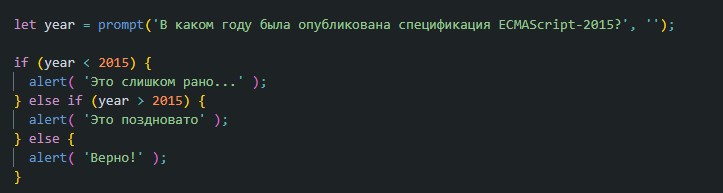 let year = prompt('В каком году была опубликована спецификация ECMAScript-2015?', '');

if (year < 2015) {
  alert( 'Это слишком рано...' );
} else if (year > 2015) {
  alert( 'Это поздновато' );
} else {
  alert( 'Верно!' );
}